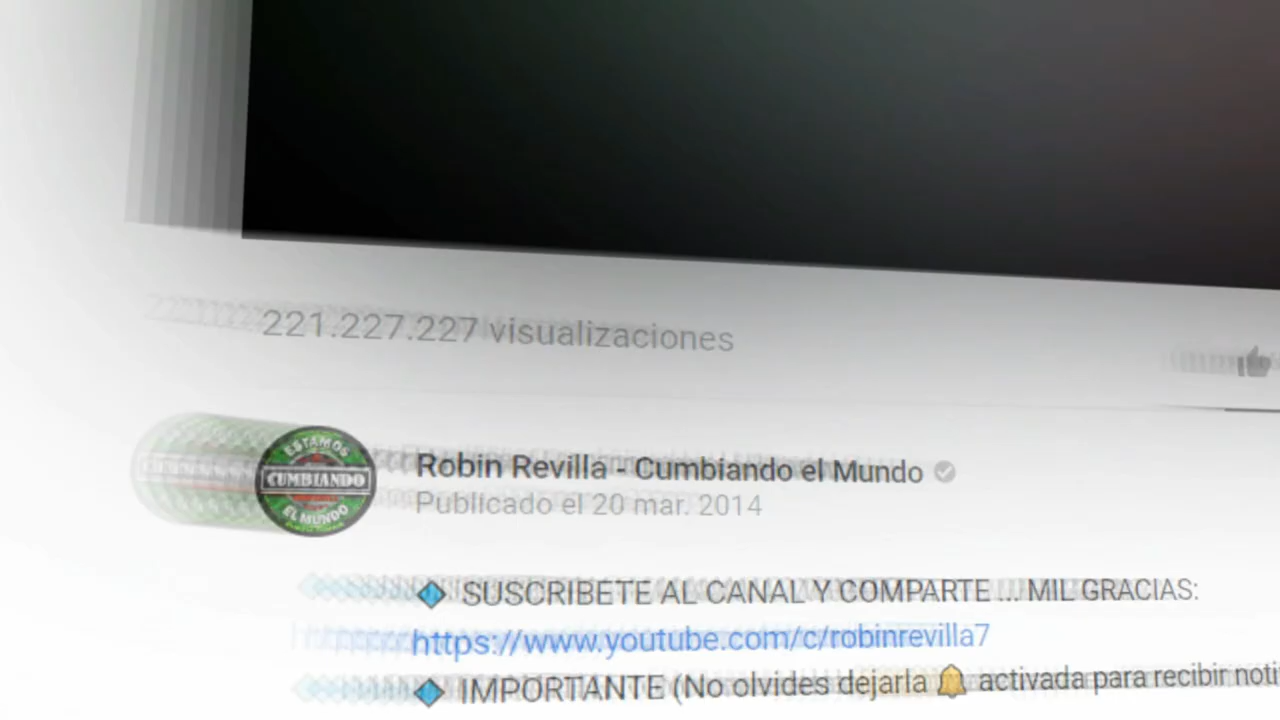 221.227.227 visualizaciones
ESTAMOS
CUMBIANDO
EL MUNDO
Robin Revilla - Cumbiando el Mundo
Publicado el 20 mar. 2014
SUSCRIBETE AL CANAL Y COMPARTE ... MIL GRACIAS:
https://www.youtube.com/c/robinrevilla7
IMPORTANTE (No olvides dejarla 🔔 activada para recibir noti